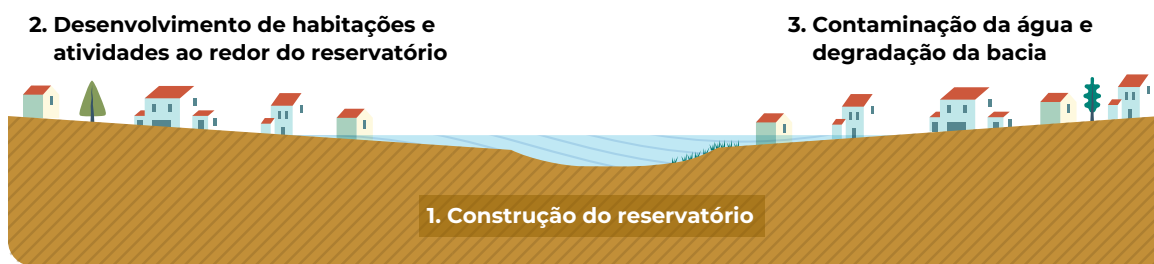 2. Desenvolvimento de habitações e
atividades ao redor do reservatório
3. Contaminação da água e
degradação da bacia
1. Construção do reservatório